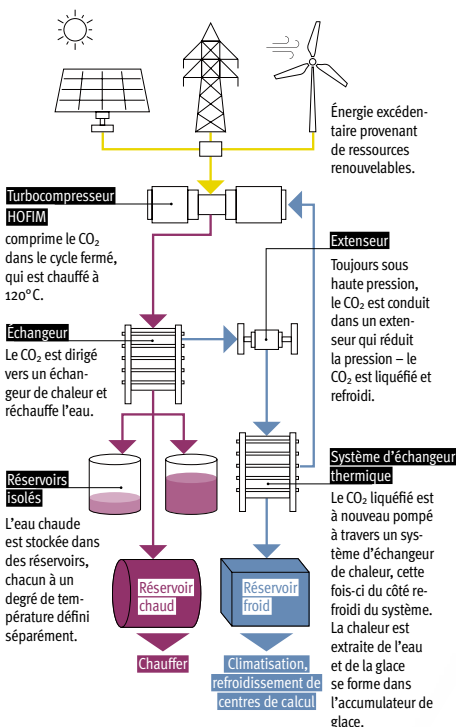 Énergie excéden-
taire provenant
de ressources
renouvelables.
Turbocompresseur
HOFIM
comprime le CO₂
dans le cycle fermé,
qui est chauffé à
120°C.
Extenseur
Toujours sous
haute pression,
le CO₂ est conduit
dans un exten-
seur qui réduit
la pression – le
CO₂ est liquéfié et
refroidi.
Échangeur
Le CO₂ est dirigé
vers un échan-
geur de chaleur et
réchauffe l'eau.
Réservoirs
isolés
L'eau chaude
est stockée dans
des réservoirs,
chacun à un
degré de tem-
pérature défini
séparément.
Système d'échangeur
thermique
Le CO₂ liquéfié est
à nouveau pompé
à travers un sys-
tème d'échangeur
de chaleur, cette
fois-ci du côté re-
froidi du système.
La chaleur est
extraite de l'eau
et de la glace
se forme dans
l'accumulateur de
glace.
Réservoir
chaud
Réservoir
froid
Chauffer
Climatisation,
refroidissement de
centres de calcul